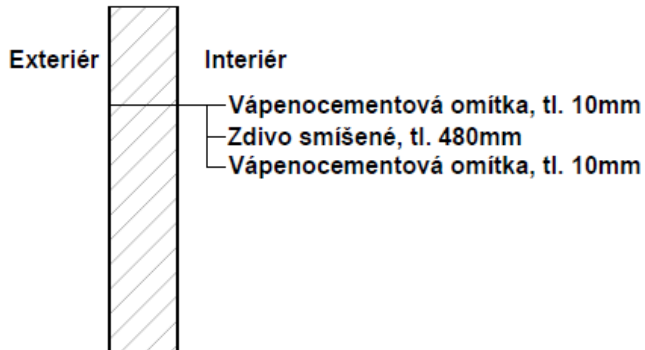 Exteriér
Interiér
Vápenocementová omítka, tl. 10mm
Zdivo smíšené, tl. 480mm
Vápenocementová omítka, tl. 10mm